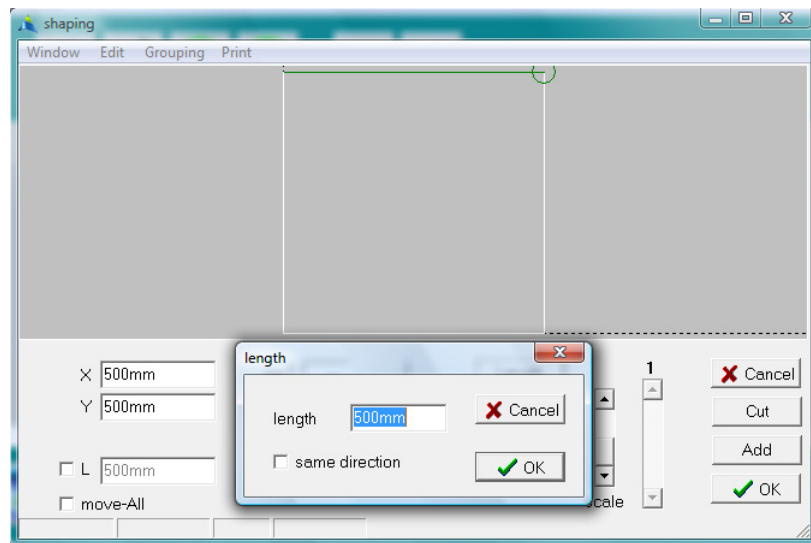 shaping
Window Edit Grouping Print
X 500mm
Y 500mm
L 500mm
move-All
length
length 500mm
same direction
Cancel
OK
1
Cancel
Cut
Add
OK